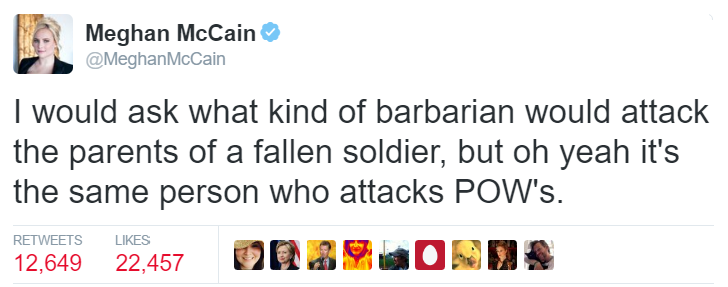 Meghan McCain
@MeghanMcCain
I would ask what kind of barbarian would attack
the parents of a fallen soldier, but oh yeah it's
the same person who attacks POW's.
RETWEETS LIKES
12,649 22,457